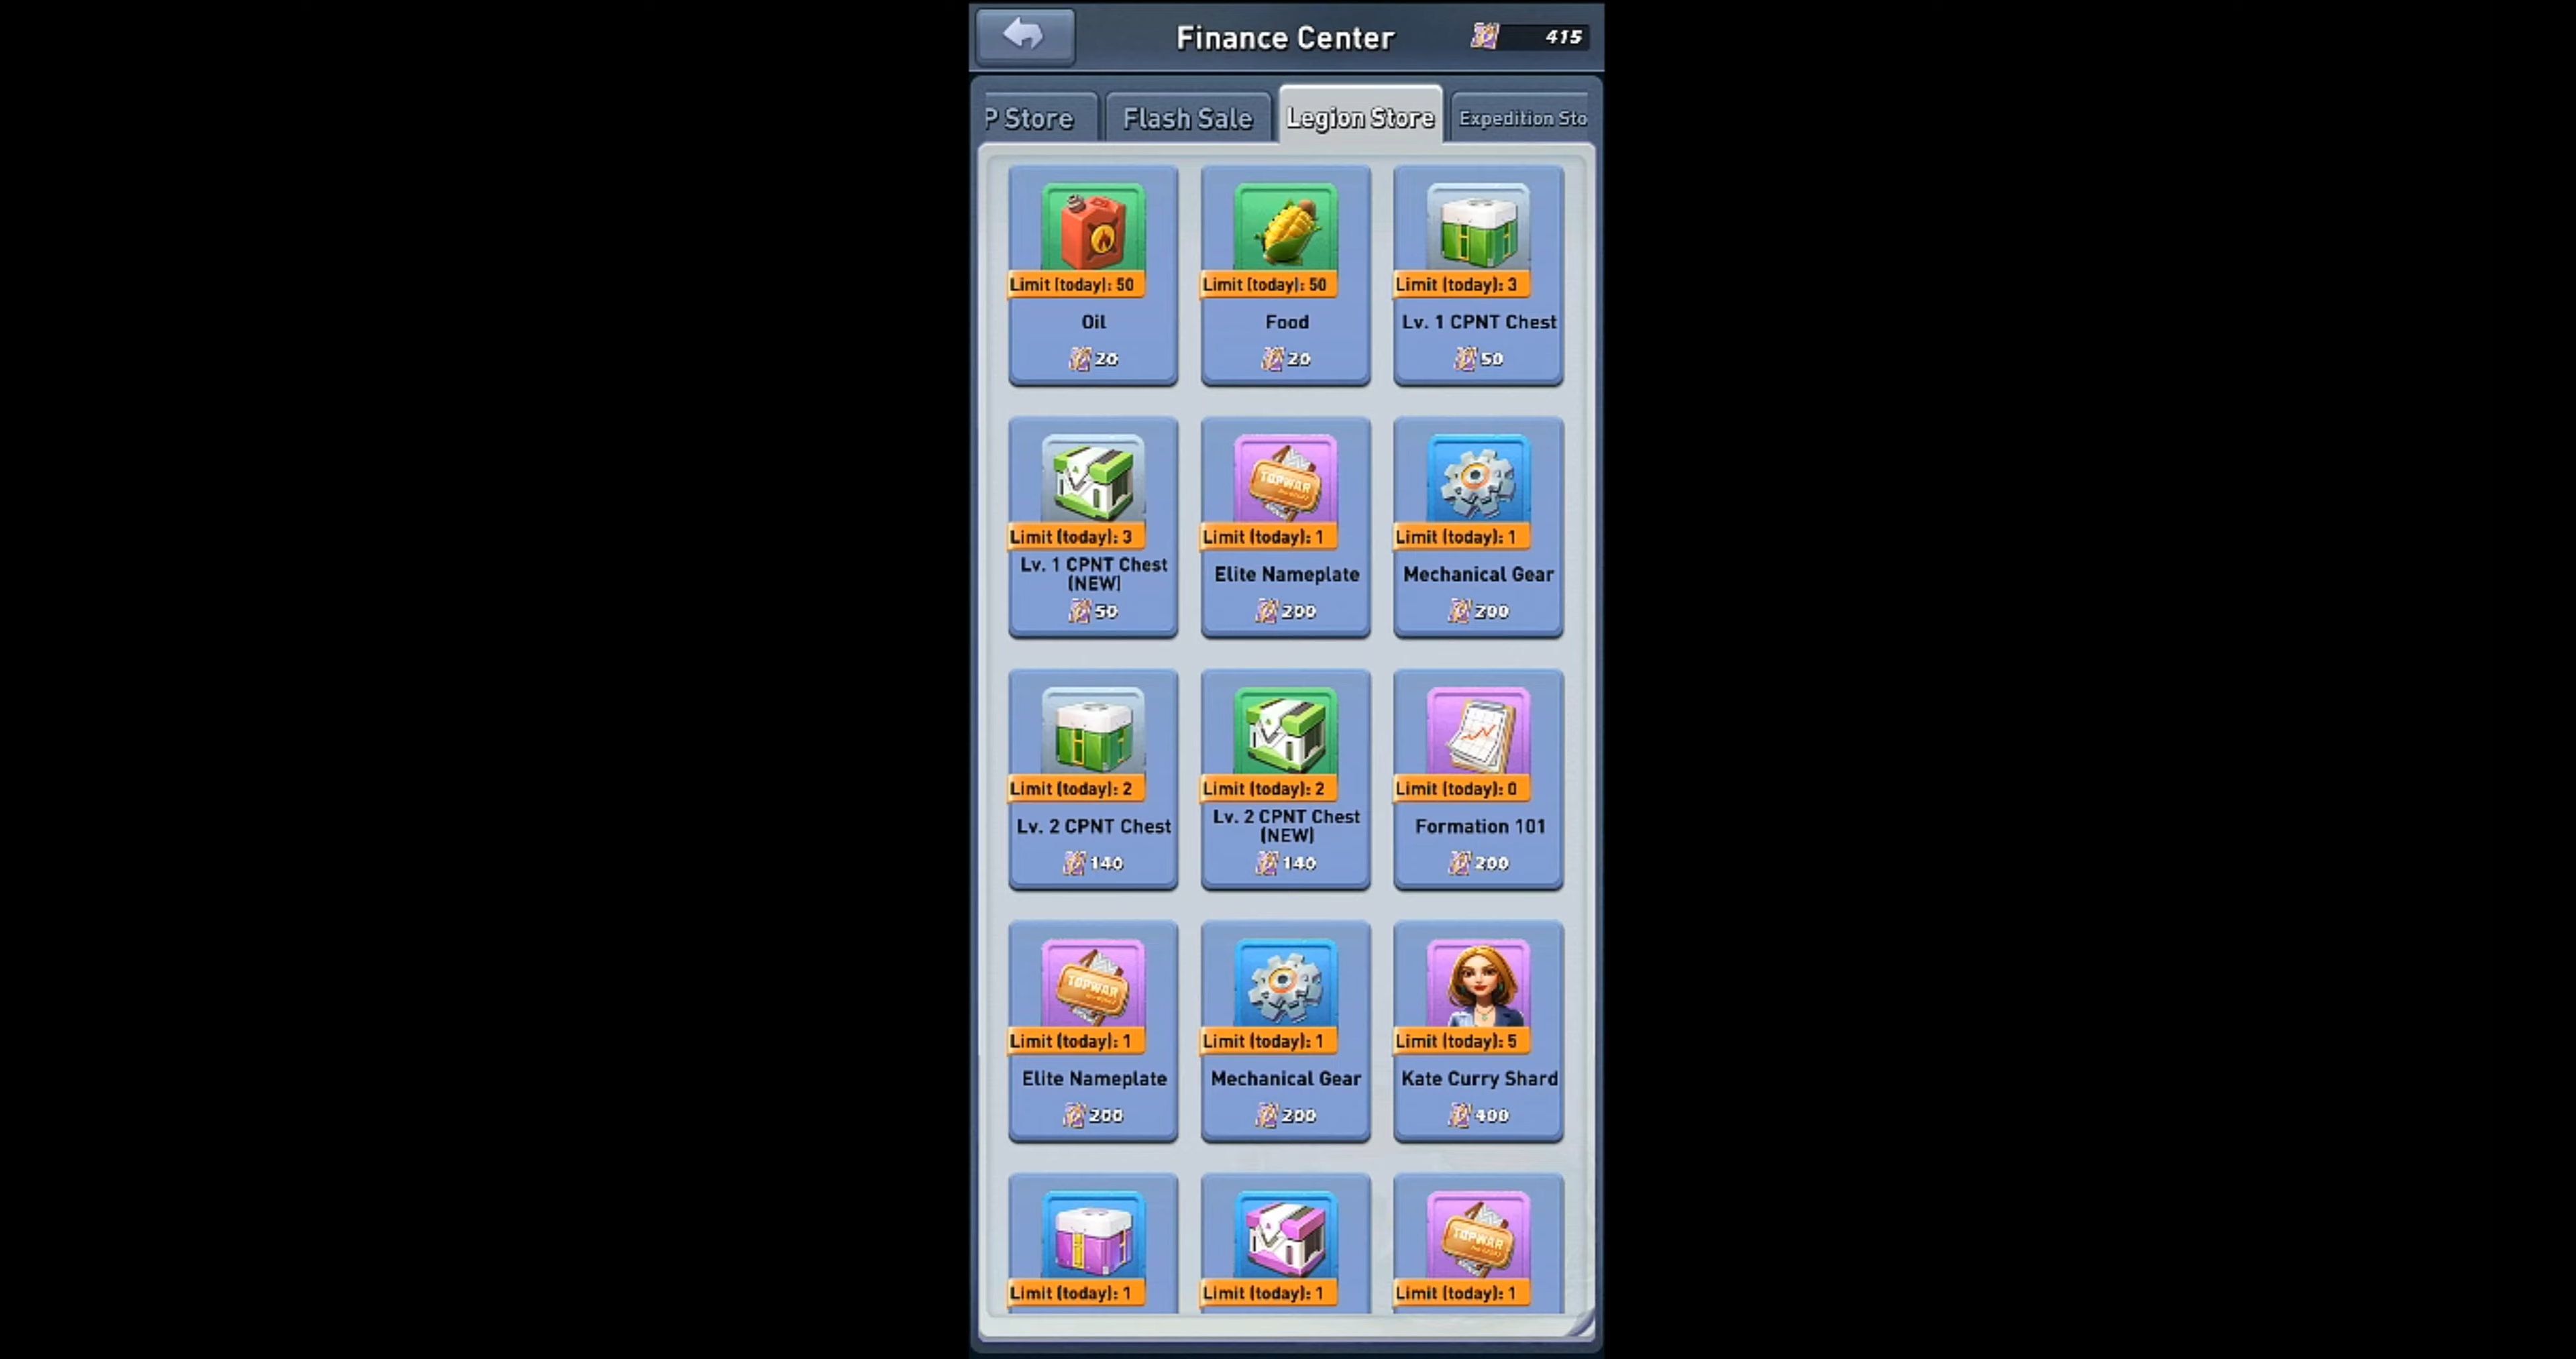 Finance Center
415
P Store
Flash Sale
Legion Store
Expedition Sto
Limit (today): 50
Limit (today): 50
Limit (today): 3
Oil
Food
Lv. 1 CPNT Chest
20
20
50
TOPWAR
Limit (today): 3
Limit (today): 1
Limit (today): 1
Lv. 1 CPNT Chest
(NEW)
Elite Nameplate
Mechanical Gear
50
200
200
Limit (today): 2
Limit (today): 2
Limit (today): 0
Lv. 2 CPNT Chest
Lv. 2 CPNT Chest
(NEW)
Formation 101
140
140
200
TOPWAR
Limit (today): 1
Limit (today): 1
Limit (today): 5
Elite Nameplate
Mechanical Gear
Kate Curry Shard
200
200
400
TOPWAR
Limit (today): 1
Limit (today): 1
Limit (today): 1